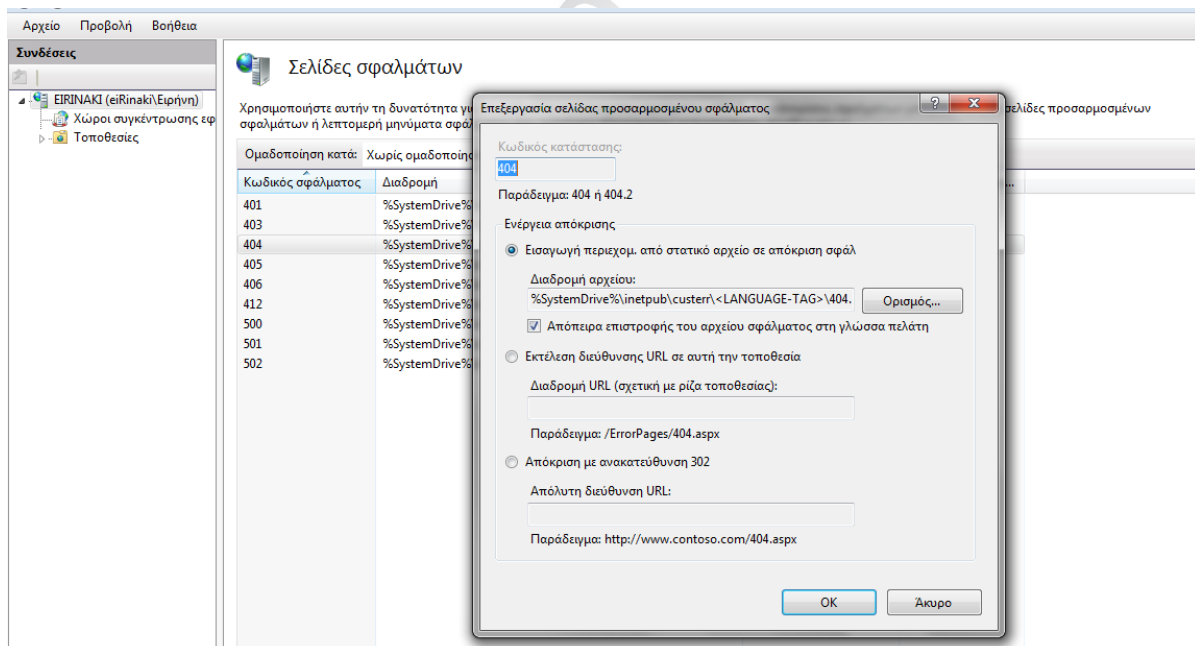 Αρχείο Προβολή Βοήθεια
Συνδέσεις
EIRINAKI (eiRinaki\Ειρήνη)
Χώροι συγκέντρωσης εφ
Τοποθεσίες
Σελίδες σφαλμάτων
Χρησιμοποιήστε αυτήν τη δυνατότητα γι
σελίδες προσαρμοσμένων
σφαλμάτων ή λεπτομερή μηνύματα σφάλ
Ομαδοποίηση κατά: Χωρίς ομαδοποίησ
Κωδικός σφάλματος Διαδρομή
...
401 %SystemDrive%\
403 %SystemDrive%\
404 %SystemDrive%\
405 %SystemDrive%\
406 %SystemDrive%\
412 %SystemDrive%\
500 %SystemDrive%\
501 %SystemDrive%\
502 %SystemDrive%\
Επεξεργασία σελίδας προσαρμοσμένου σφάλματος
Κωδικός κατάστασης:
404
Παράδειγμα: 404 ή 404.2
Ενέργεια απόκρισης
Εισαγωγή περιεχομ. από στατικό αρχείο σε απόκριση σφάλ
Διαδρομή αρχείου:
%SystemDrive%\inetpub\custerr\<LANGUAGE-TAG>\404.
Ορισμός...
Απόπειρα επιστροφής του αρχείου σφάλματος στη γλώσσα πελάτη
Εκτέλεση διεύθυνσης URL σε αυτή την τοποθεσία
Διαδρομή URL (σχετική με ρίζα τοποθεσίας):
Παράδειγμα: /ErrorPages/404.aspx
Απόκριση με ανακατεύθυνση 302
Απόλυτη διεύθυνση URL:
Παράδειγμα: http://www.contoso.com/404.aspx
OK Άκυρο